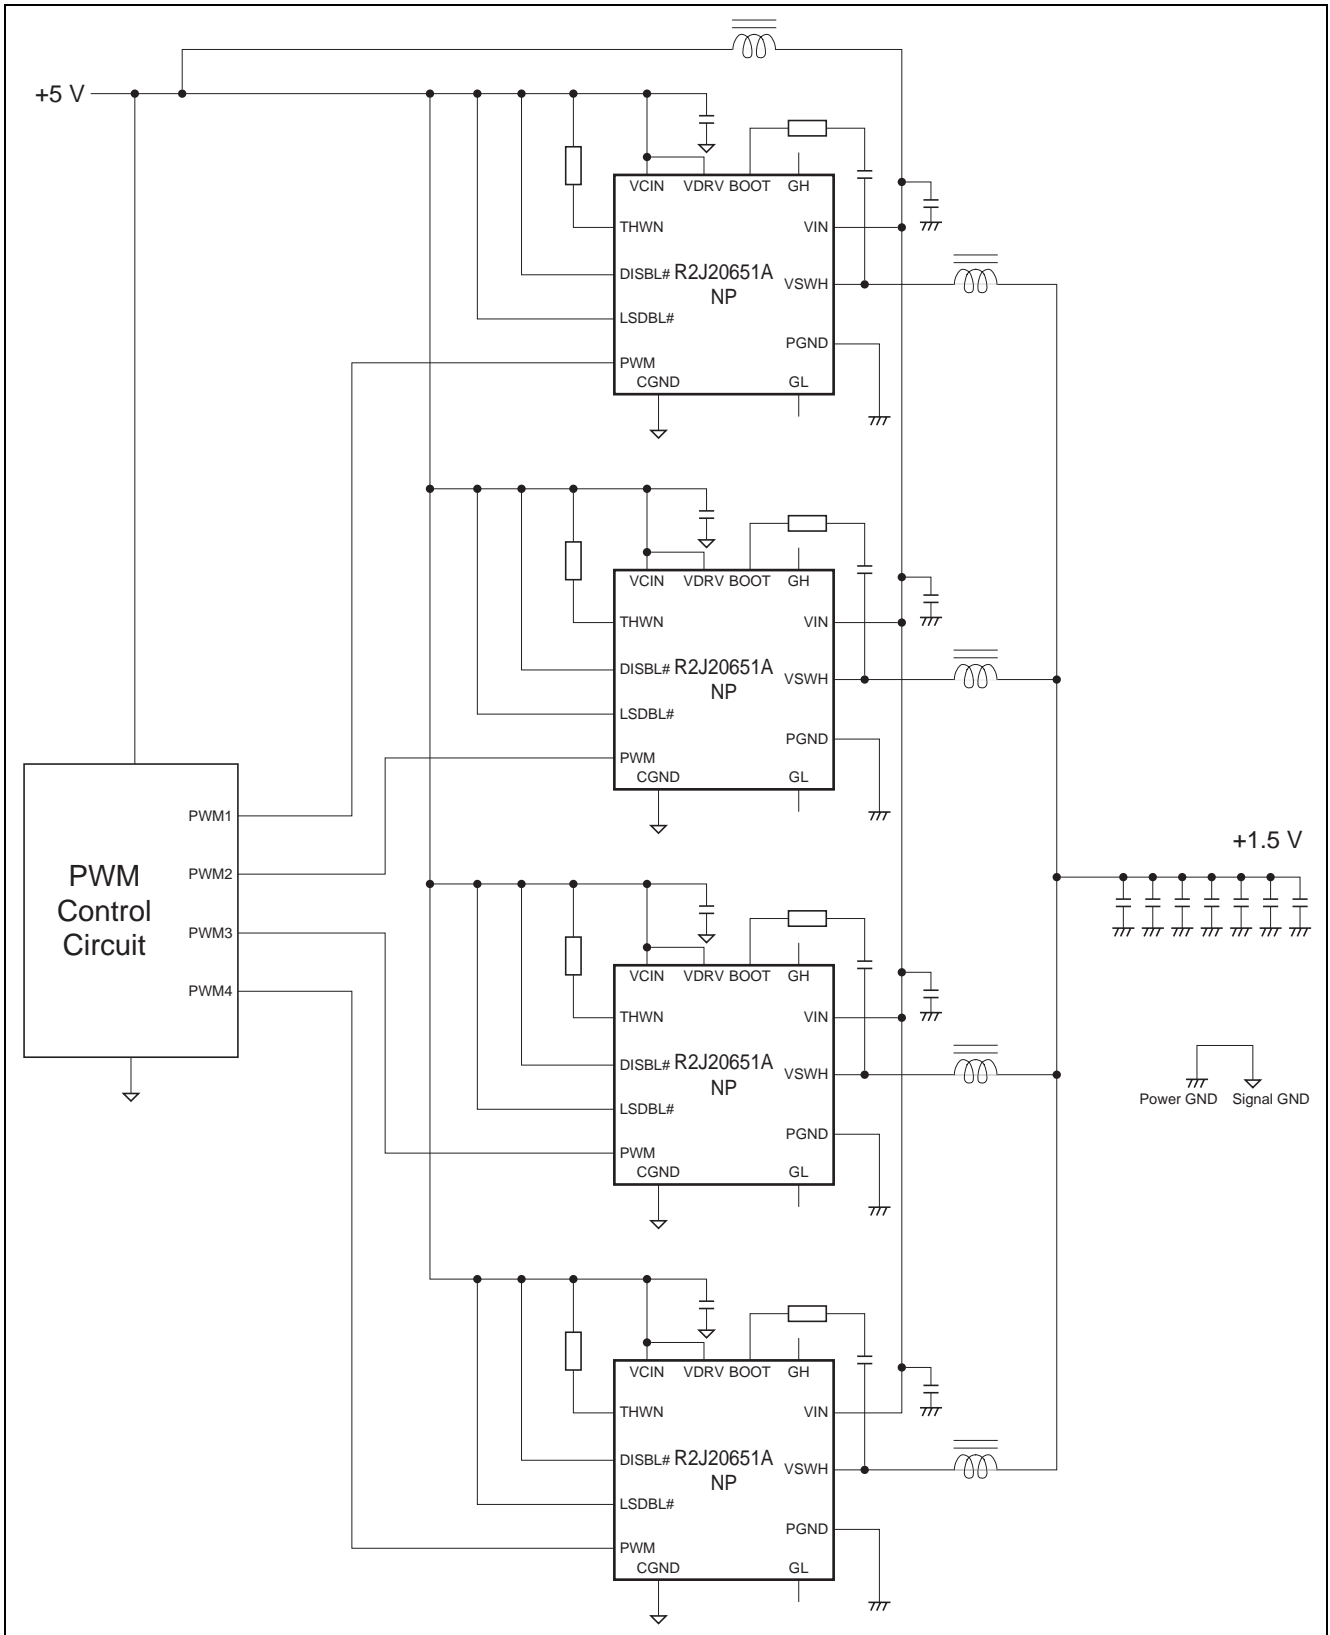 +5 V
VCIN
VDRV
BOOT
GH
THWN
VIN
DISBL#
R2J20651A
NP
VSWH
LSDBL#
PGND
PWM
CGND
GL
VCIN
VDRV
BOOT
GH
THWN
VIN
DISBL#
R2J20651A
NP
VSWH
LSDBL#
PGND
PWM
CGND
GL
PWM1
PWM2
PWM3
PWM4
PWM
Control
Circuit
+1.5 V
VCIN
VDRV
BOOT
GH
THWN
VIN
DISBL#
R2J20651A
NP
VSWH
LSDBL#
PGND
PWM
CGND
GL
Power GND
Signal GND
VCIN
VDRV
BOOT
GH
THWN
VIN
DISBL#
R2J20651A
NP
VSWH
LSDBL#
PGND
PWM
CGND
GL